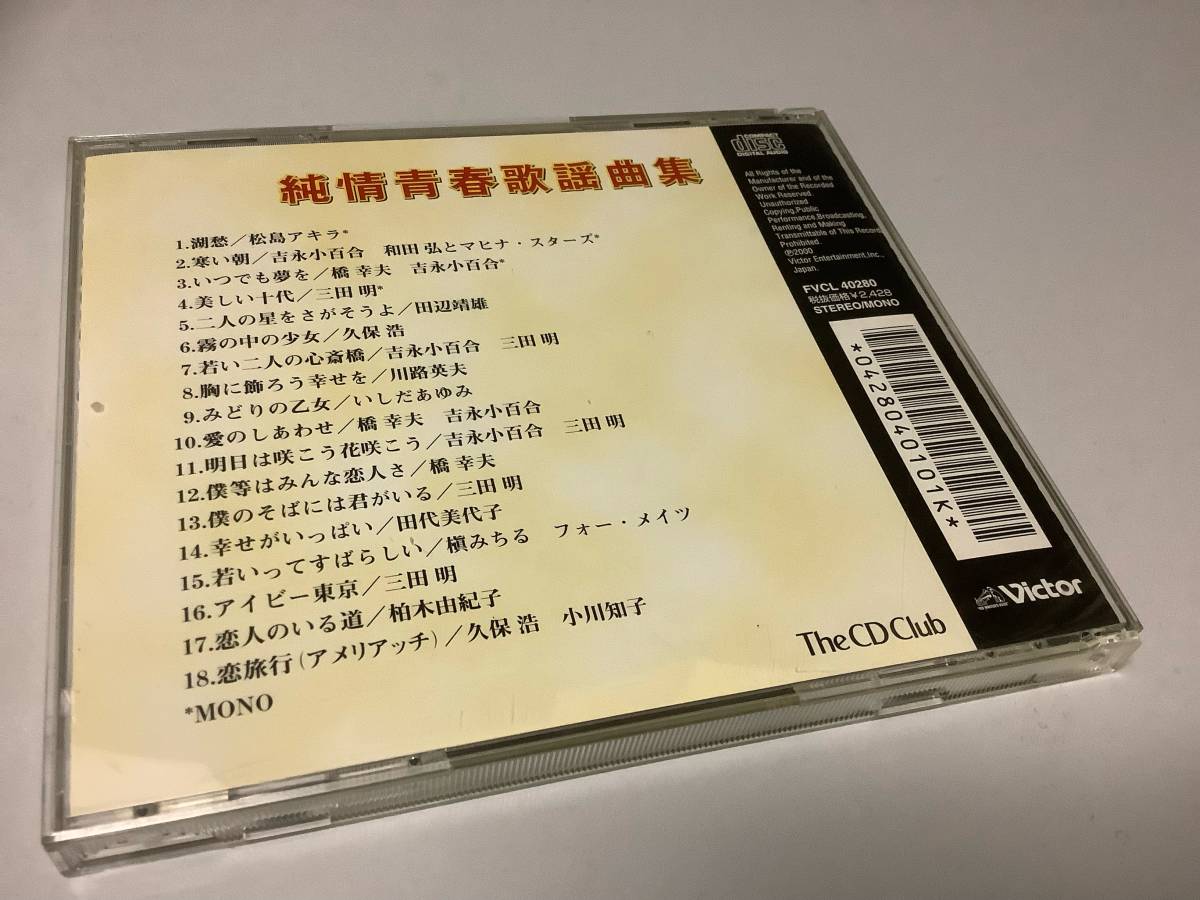 純情青春歌謡曲集
1.湖愁/松島アキラ*
2.寒い朝/吉永小百合 和田 弘とマヒナ・スターズ*
3.いつでも夢を/橋 幸夫 吉永小百合*
4.美しい十代/三田 明*
5.二人の星をさがそうよ/田辺靖雄
6.霧の中の少女/久保 浩
7.若い二人の心斎橋/吉永小百合 三田 明
8.胸に飾ろう幸せを/川路英夫
9.みどりの乙女/いしだあゆみ
10.愛のしあわせ/橋 幸夫 吉永小百合
11.明日は咲こう花咲こう/吉永小百合 三田 明
12.僕等はみんな恋人さ/橋 幸夫
13.僕のそばには君がいる/三田 明
14.幸せがいっぱい/田代美代子
15.若いってすばらしい/槇みちる フォー・メイツ
16.アイビー東京/三田 明
17.恋人のいる道/柏木由紀子
18.恋旅行(アメリアッチ)/久保 浩 小川知子
*MONO
The CD Club
COMPACT
disc
DIGITAL AUDIO
All Rights of the
Manufacturer and of the
Owner of the Recorded
Work Reserved.
Unauthorized
Copying,Public
Performance,Broadcasting,
Renting and Making
Transmittable of This Record
Prohibited.
℗2000
Victor Entertainment,Inc.,
Japan.
FVCL 40280
税抜価格¥2,428
STEREO/MONO
*0428040101K*
Victor